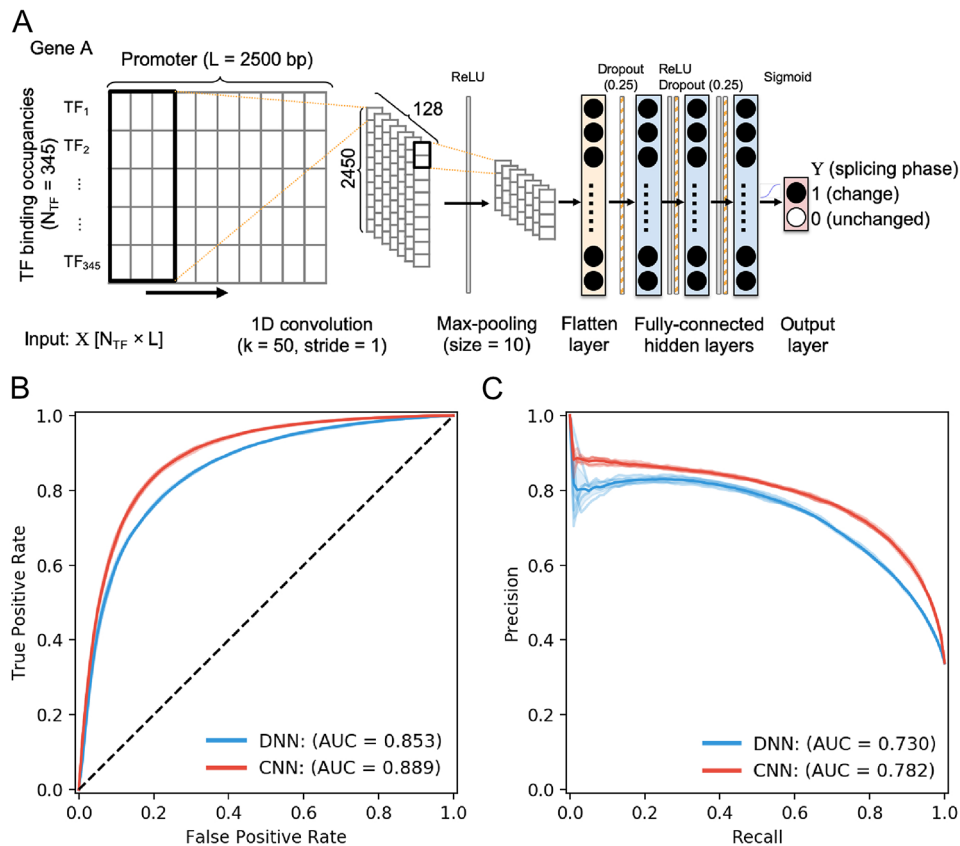 A
Gene A
Promoter (L = 2500 bp)
TF binding occupancies
(N_TF = 345)
TF₁
TF₂
...
...
TF₃₄₅
128
2450
ReLU
Dropout
(0.25)
ReLU
Dropout (0.25)
Sigmoid
Y (splicing phase)
1 (change)
0 (unchanged)
Input: X [N_TF × L]
1D convolution
(k = 50, stride = 1)
Max-pooling
(size = 10)
Flatten
layer
Fully-connected
hidden layers
Output
layer
B
True Positive Rate
1.0
0.8
0.6
0.4
0.2
0.0
DNN: (AUC = 0.853)
CNN: (AUC = 0.889)
0.0 0.2 0.4 0.6 0.8 1.0
False Positive Rate
C
Precision
1.0
0.8
0.6
0.4
0.2
0.0
DNN: (AUC = 0.730)
CNN: (AUC = 0.782)
0.0 0.2 0.4 0.6 0.8 1.0
Recall